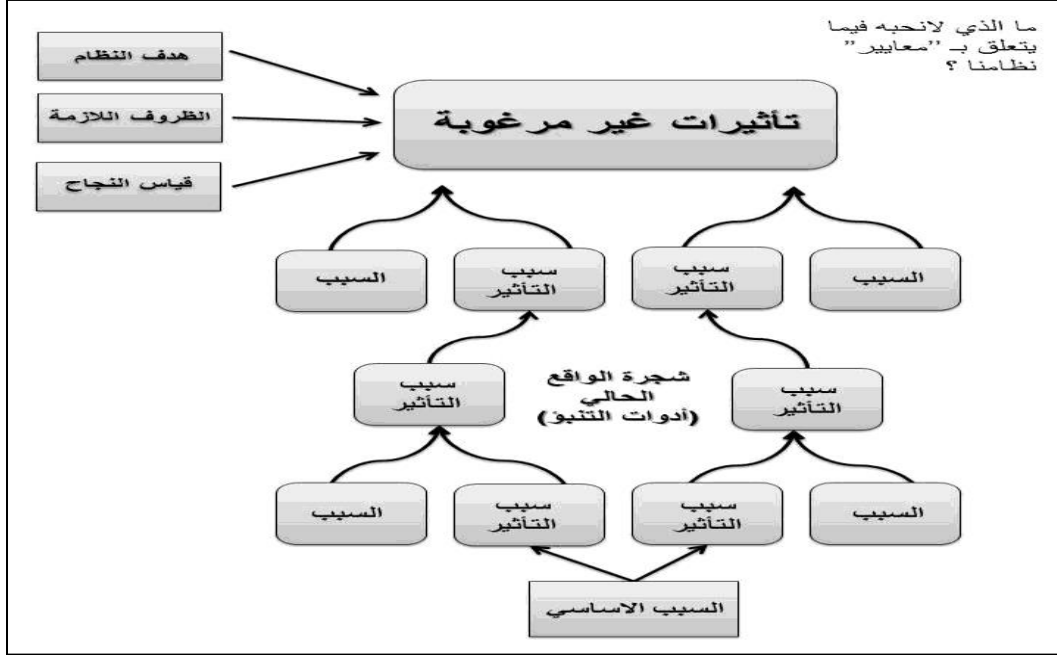 ما الذي لانحبه فيما
يتعلق بـ ”معايير”
نظامنا ؟
هدف النظام
الظروف اللازمة
قياس النجاح
تأثيرات غير مرغوبة
السبب
سبب
التأثير
سبب
التأثير
السبب
سبب
التأثير
شجرة الواقع
الحالي
(أدوات التنبؤ)
سبب
التأثير
السبب
سبب
التأثير
سبب
التأثير
السبب
السبب الاساسي